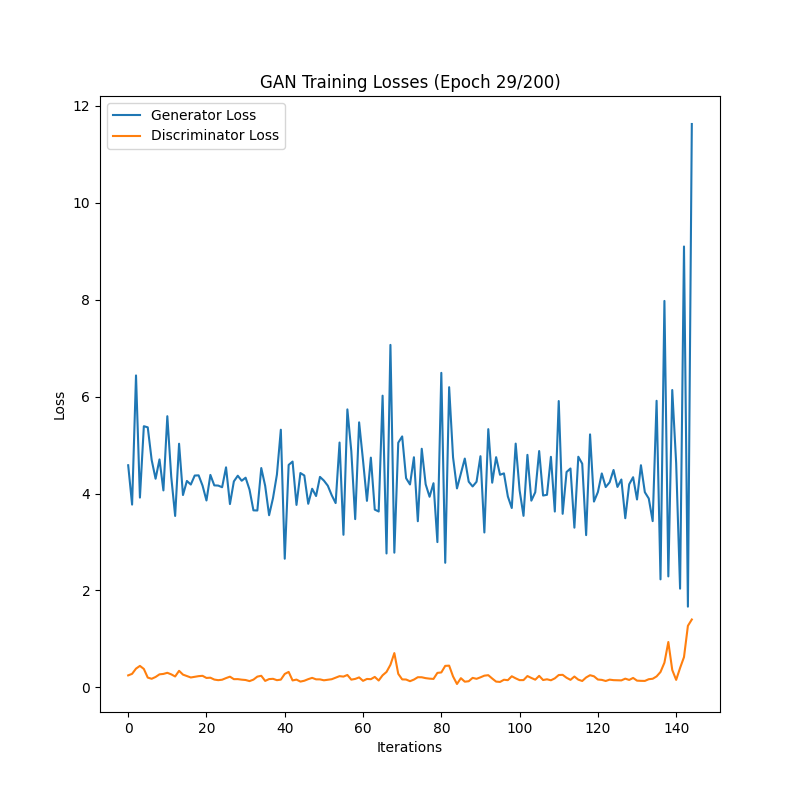 GAN Training Losses (Epoch 29/200)
Generator Loss
Discriminator Loss
12
10
8
6
4
2
0
Loss
0 20 40 60 80 100 120 140
Iterations